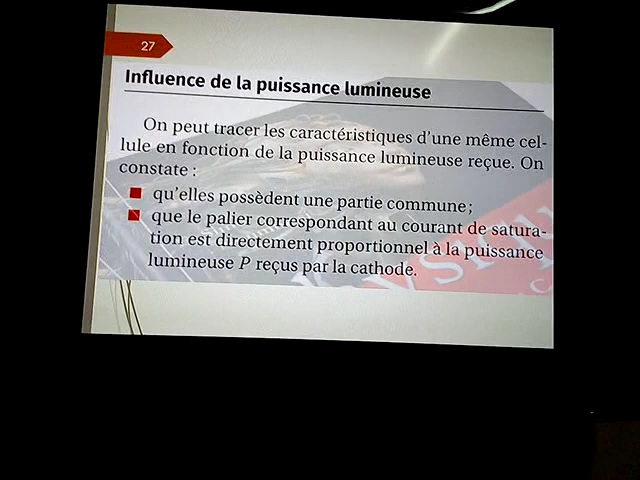 27
Influence de la puissance lumineuse
On peut tracer les caractéristiques d'une même cel-
lule en fonction de la puissance lumineuse reçue. On
constate :
qu'elles possèdent une partie commune;
que le palier correspondant au courant de satura-
tion est directement proportionnel à la puissance
lumineuse P reçus par la cathode.